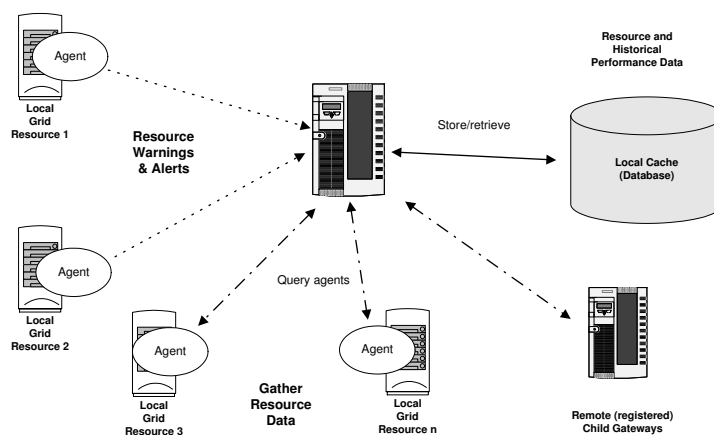 Agent
Local
Grid
Resource 1
Resource
Warnings
& Alerts
Resource and
Historical
Performance Data
Store/retrieve
Local Cache
(Database)
Agent
Local
Grid
Resource 2
Query agents
Agent
Local
Grid
Resource 3
Gather
Resource
Data
Agent
Local
Grid
Resource n
Remote (registered)
Child Gateways